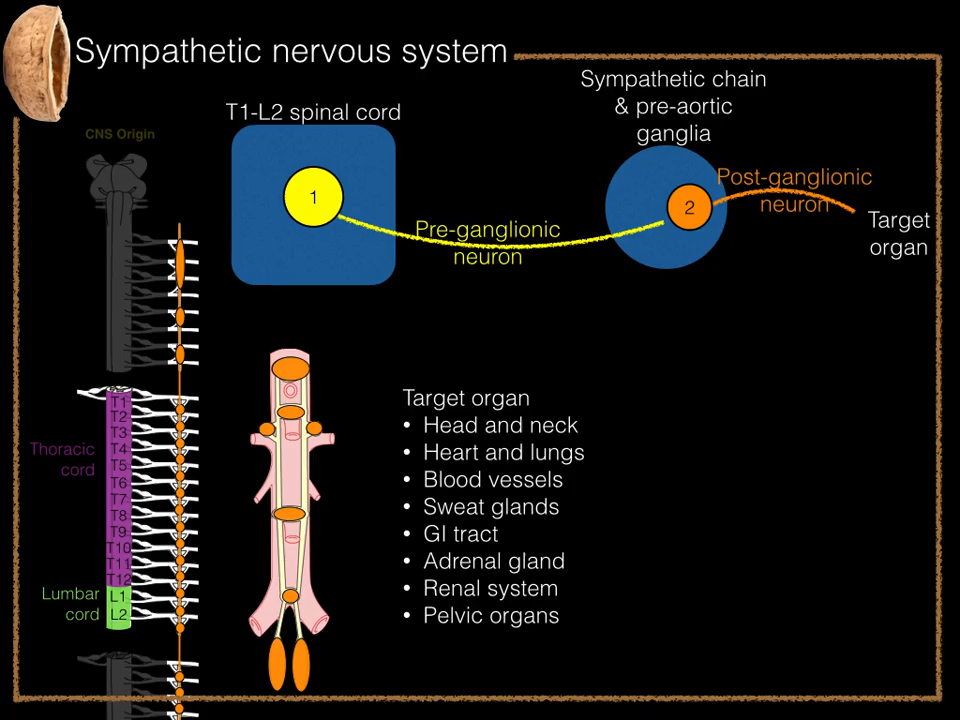 Sympathetic nervous system
T1-L2 spinal cord
Sympathetic chain
& pre-aortic
ganglia
CNS Origin
1
2
Post-ganglionic
neuron
Pre-ganglionic
neuron
Target
organ
Thoracic
cord
T1
T2
T3
T4
T5
T6
T7
T8
T9
T10
T11
T12
Lumbar
cord
L1
L2
Target organ
• Head and neck
• Heart and lungs
• Blood vessels
• Sweat glands
• GI tract
• Adrenal gland
• Renal system
• Pelvic organs